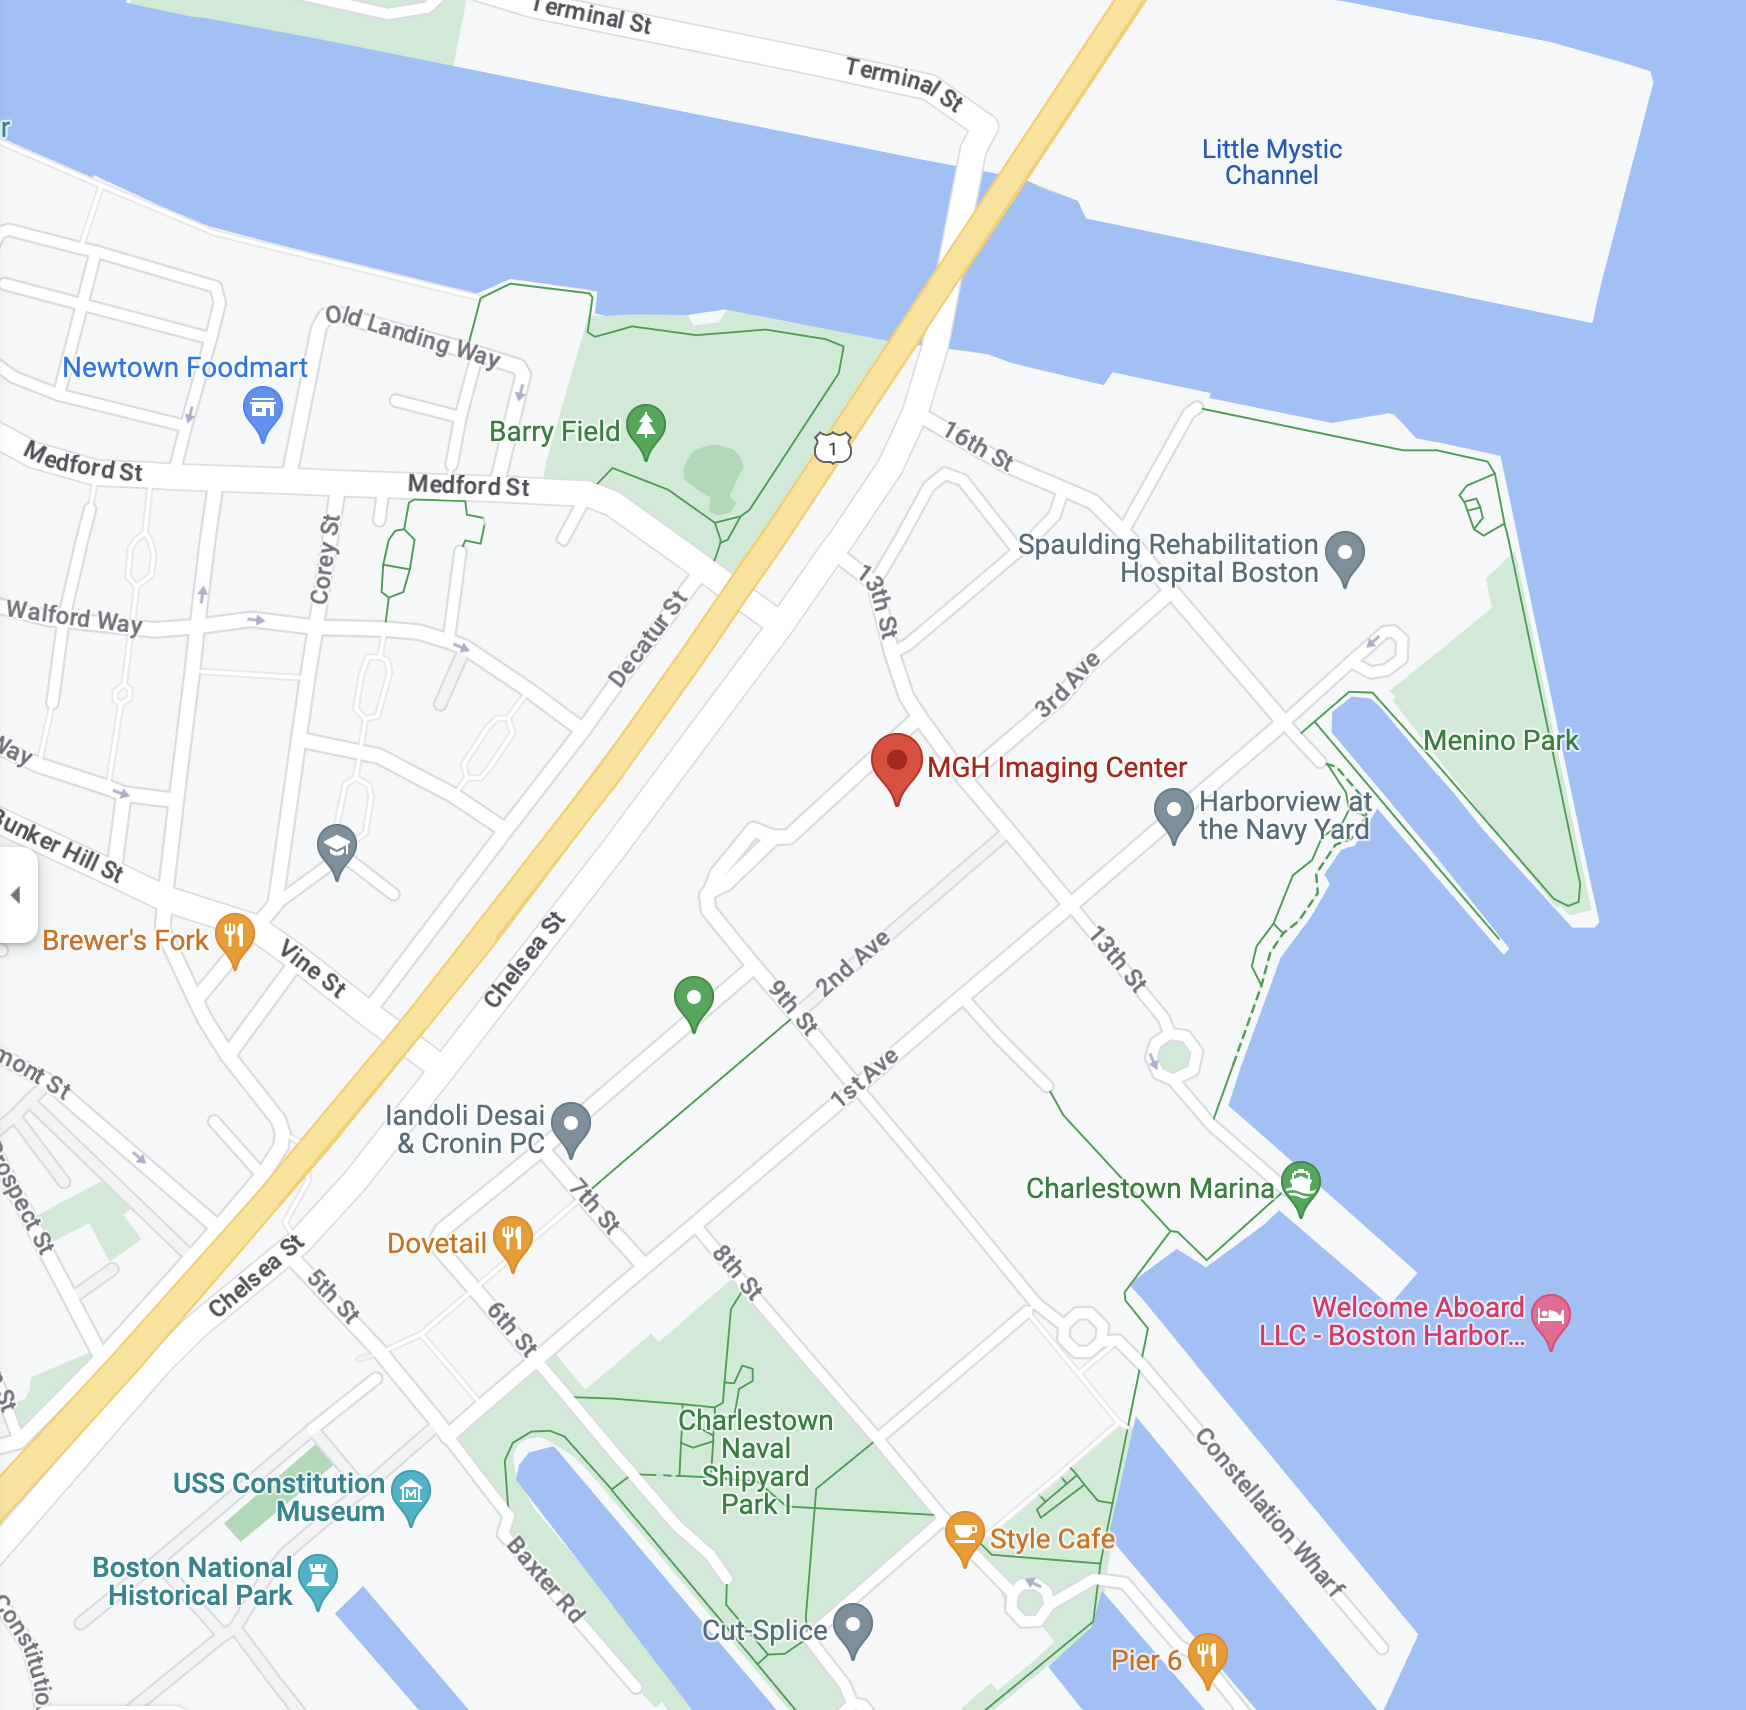 Terminal St
Terminal St
Little Mystic
Channel
r
Old Landing Way
Newtown Foodmart
Barry Field
1
16th St
Medford St
Medford St
Corey St
Spaulding Rehabilitation
Hospital Boston
13th St
Walford Way
Decatur St
3rd Ave
Way
Menino Park
MGH Imaging Center
Harborview at
the Navy Yard
Bunker Hill St
Brewer's Fork
Vine St
Chelsea St
2nd Ave
9th St
13th St
mont St
1st Ave
Iandoli Desai
& Cronin PC
Prospect St
7th St
Charlestown Marina
Dovetail
Chelsea St
5th St
6th St
8th St
Welcome Aboard
LLC - Boston Harbor...
St
Charlestown
Naval
Shipyard
Park I
USS Constitution
Museum
Constellation Wharf
Style Cafe
Boston National
Historical Park
Baxter Rd
Cut-Splice
Constitutio
Pier 6